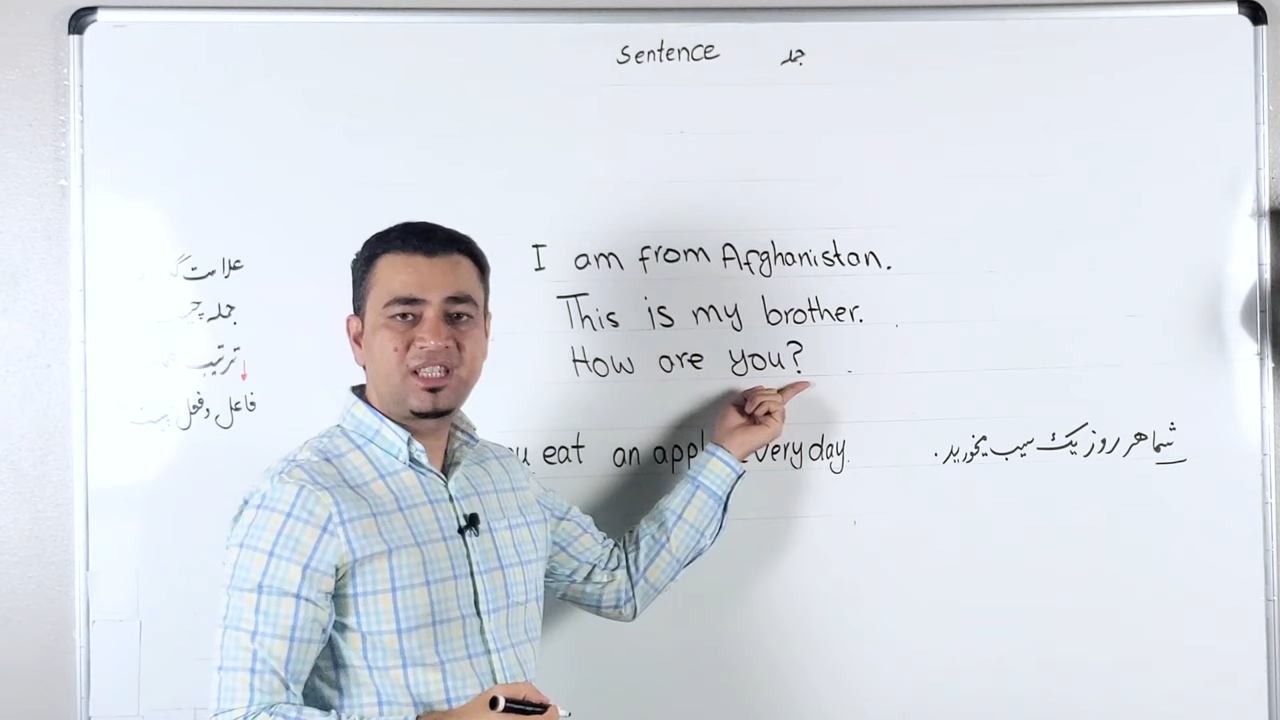 Sentence جمله
I am from Afghanistan.
This is my brother.
How are you?
eat an everyday.
شما هر روز یک سیب میخورید.
علامت
جمله
ترتیب
فاعل و فعل